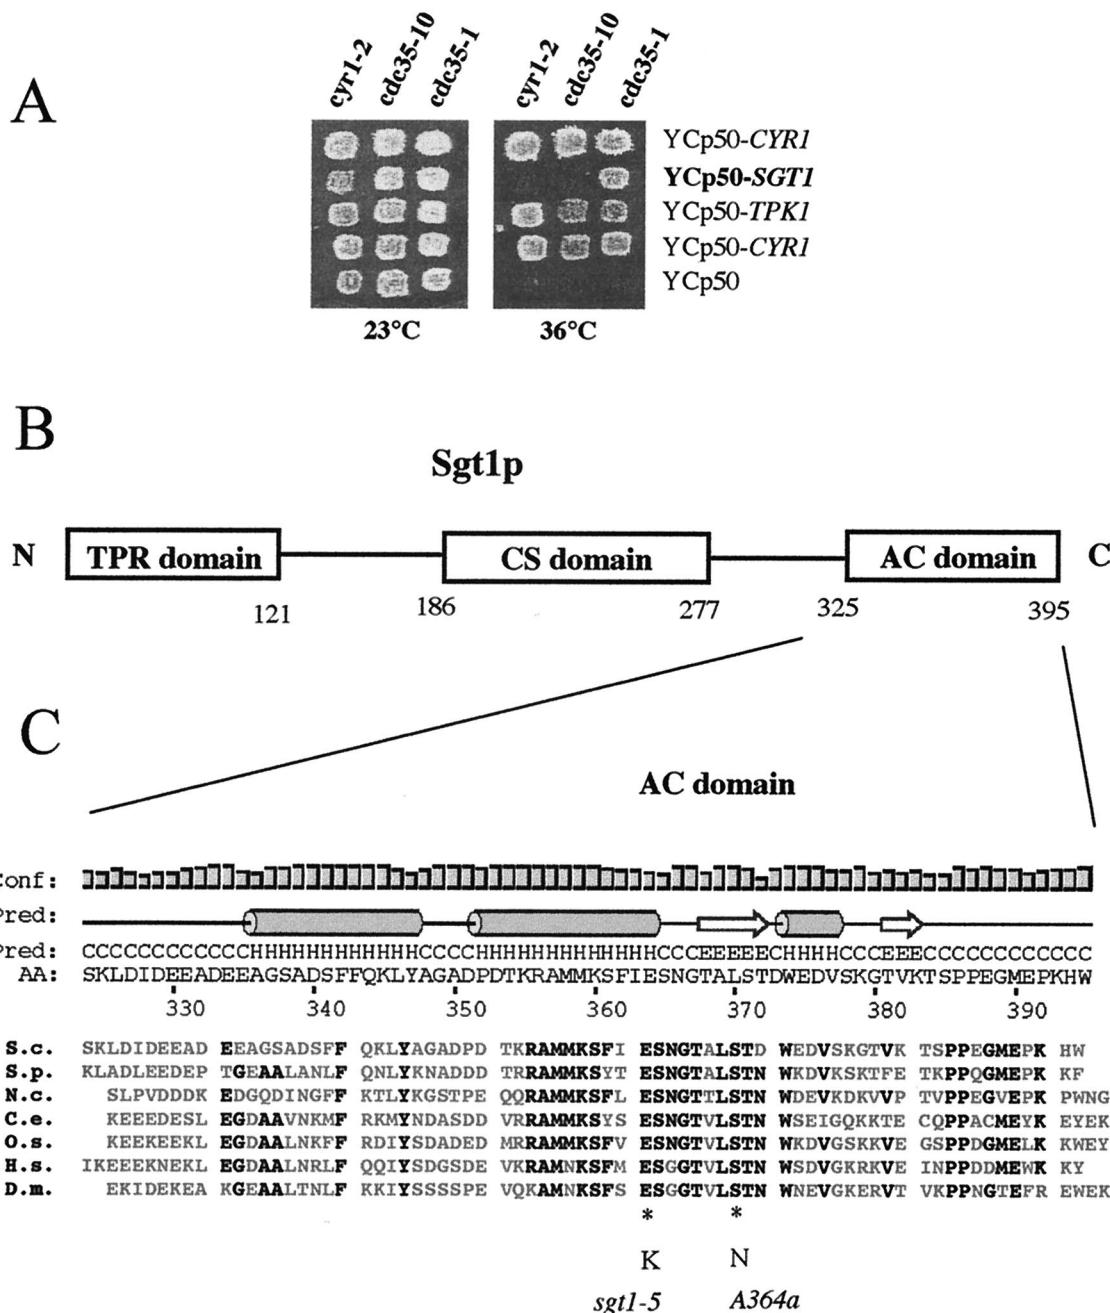 A
cyr1-2
cdc35-10
cdc35-1
cyr1-2
cdc35-10
cdc35-1
YCp50-CYR1
YCp50-SGT1
YCp50-TPK1
YCp50-CYR1
YCp50
23°C
36°C
B
Sgt1p
N
TPR domain
CS domain
AC domain
C
121
186
277
325
395
C
AC domain
Conf:
Pred:
Pred: CCCCCCCCCCCCHHHHHHHHHHHHCCCCHHHHHHHHHHHHHCCCEEEEECHHHHCCCEEECCCCCCCCCCCC
AA: SKLDIDEEADEEAGSADSFFQKLYAGADPDTKRAMMKSFIESNGTALSTDWEDVSKGTVKTSPPEGMEPKHW
330 340 350 360 370 380 390
S.c. SKLDIDEEAD EEAGSADSFF QKLYAGADPD TKRAMMKSFI ESNGTALSTD WEDVSKGTVK TSPPEGMEPK HW
S.p. KLADLEEDEP TGEAALANLF QNLYKNADDD TRRAMMKSYT ESNGTALSTN WKDVKSKTFE TKPPQGMEPK KF
N.c. SLPVDDDK EDGQDINGFF KTLYKGSTPE QQRAMMKSFL ESNGTTLSTN WDEVKDKVVP TVPPEGVEPK PWNG
C.e. KEEEDESL EGDAAVNKMF RKMYNDASDD VRRAMMKSYS ESNGTVLSTN WSEIGQKKTE CQPPACMEYK EYEK
O.s. KEEKEEKL EGDAALNKFF RDIYSDADED MRRAMMKSFV ESNGTVLSTN WKDVGSKKVE GSPPDGMELK KWEY
H.s. IKEEEKNEKL EGDAALNRLF QQIYSDGSDE VKRAMNKSFM ESGGTVLSTN WSDVGKRKVE INPPDDMEWK KY
D.m. EKIDEKEA KGEAALTNLF KKIYSSSSPE VQKAMNKSFS ESGGTVLSTN WNEVGKERVT VKPPNGTEFR EWEK
* *
K N
sgt1-5 A364a